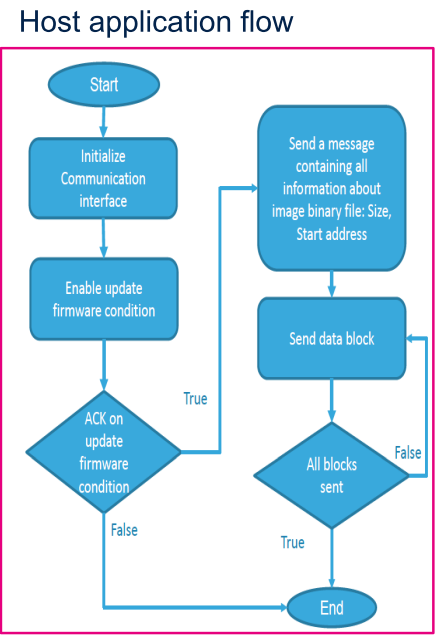 Host application flow
Start
Initialize
Communication
interface
Enable update
firmware condition
ACK on
update
firmware
condition
True
False
Send a message
containing all
information about
image binary file: Size,
Start address
Send data block
All blocks
sent
False
True
End